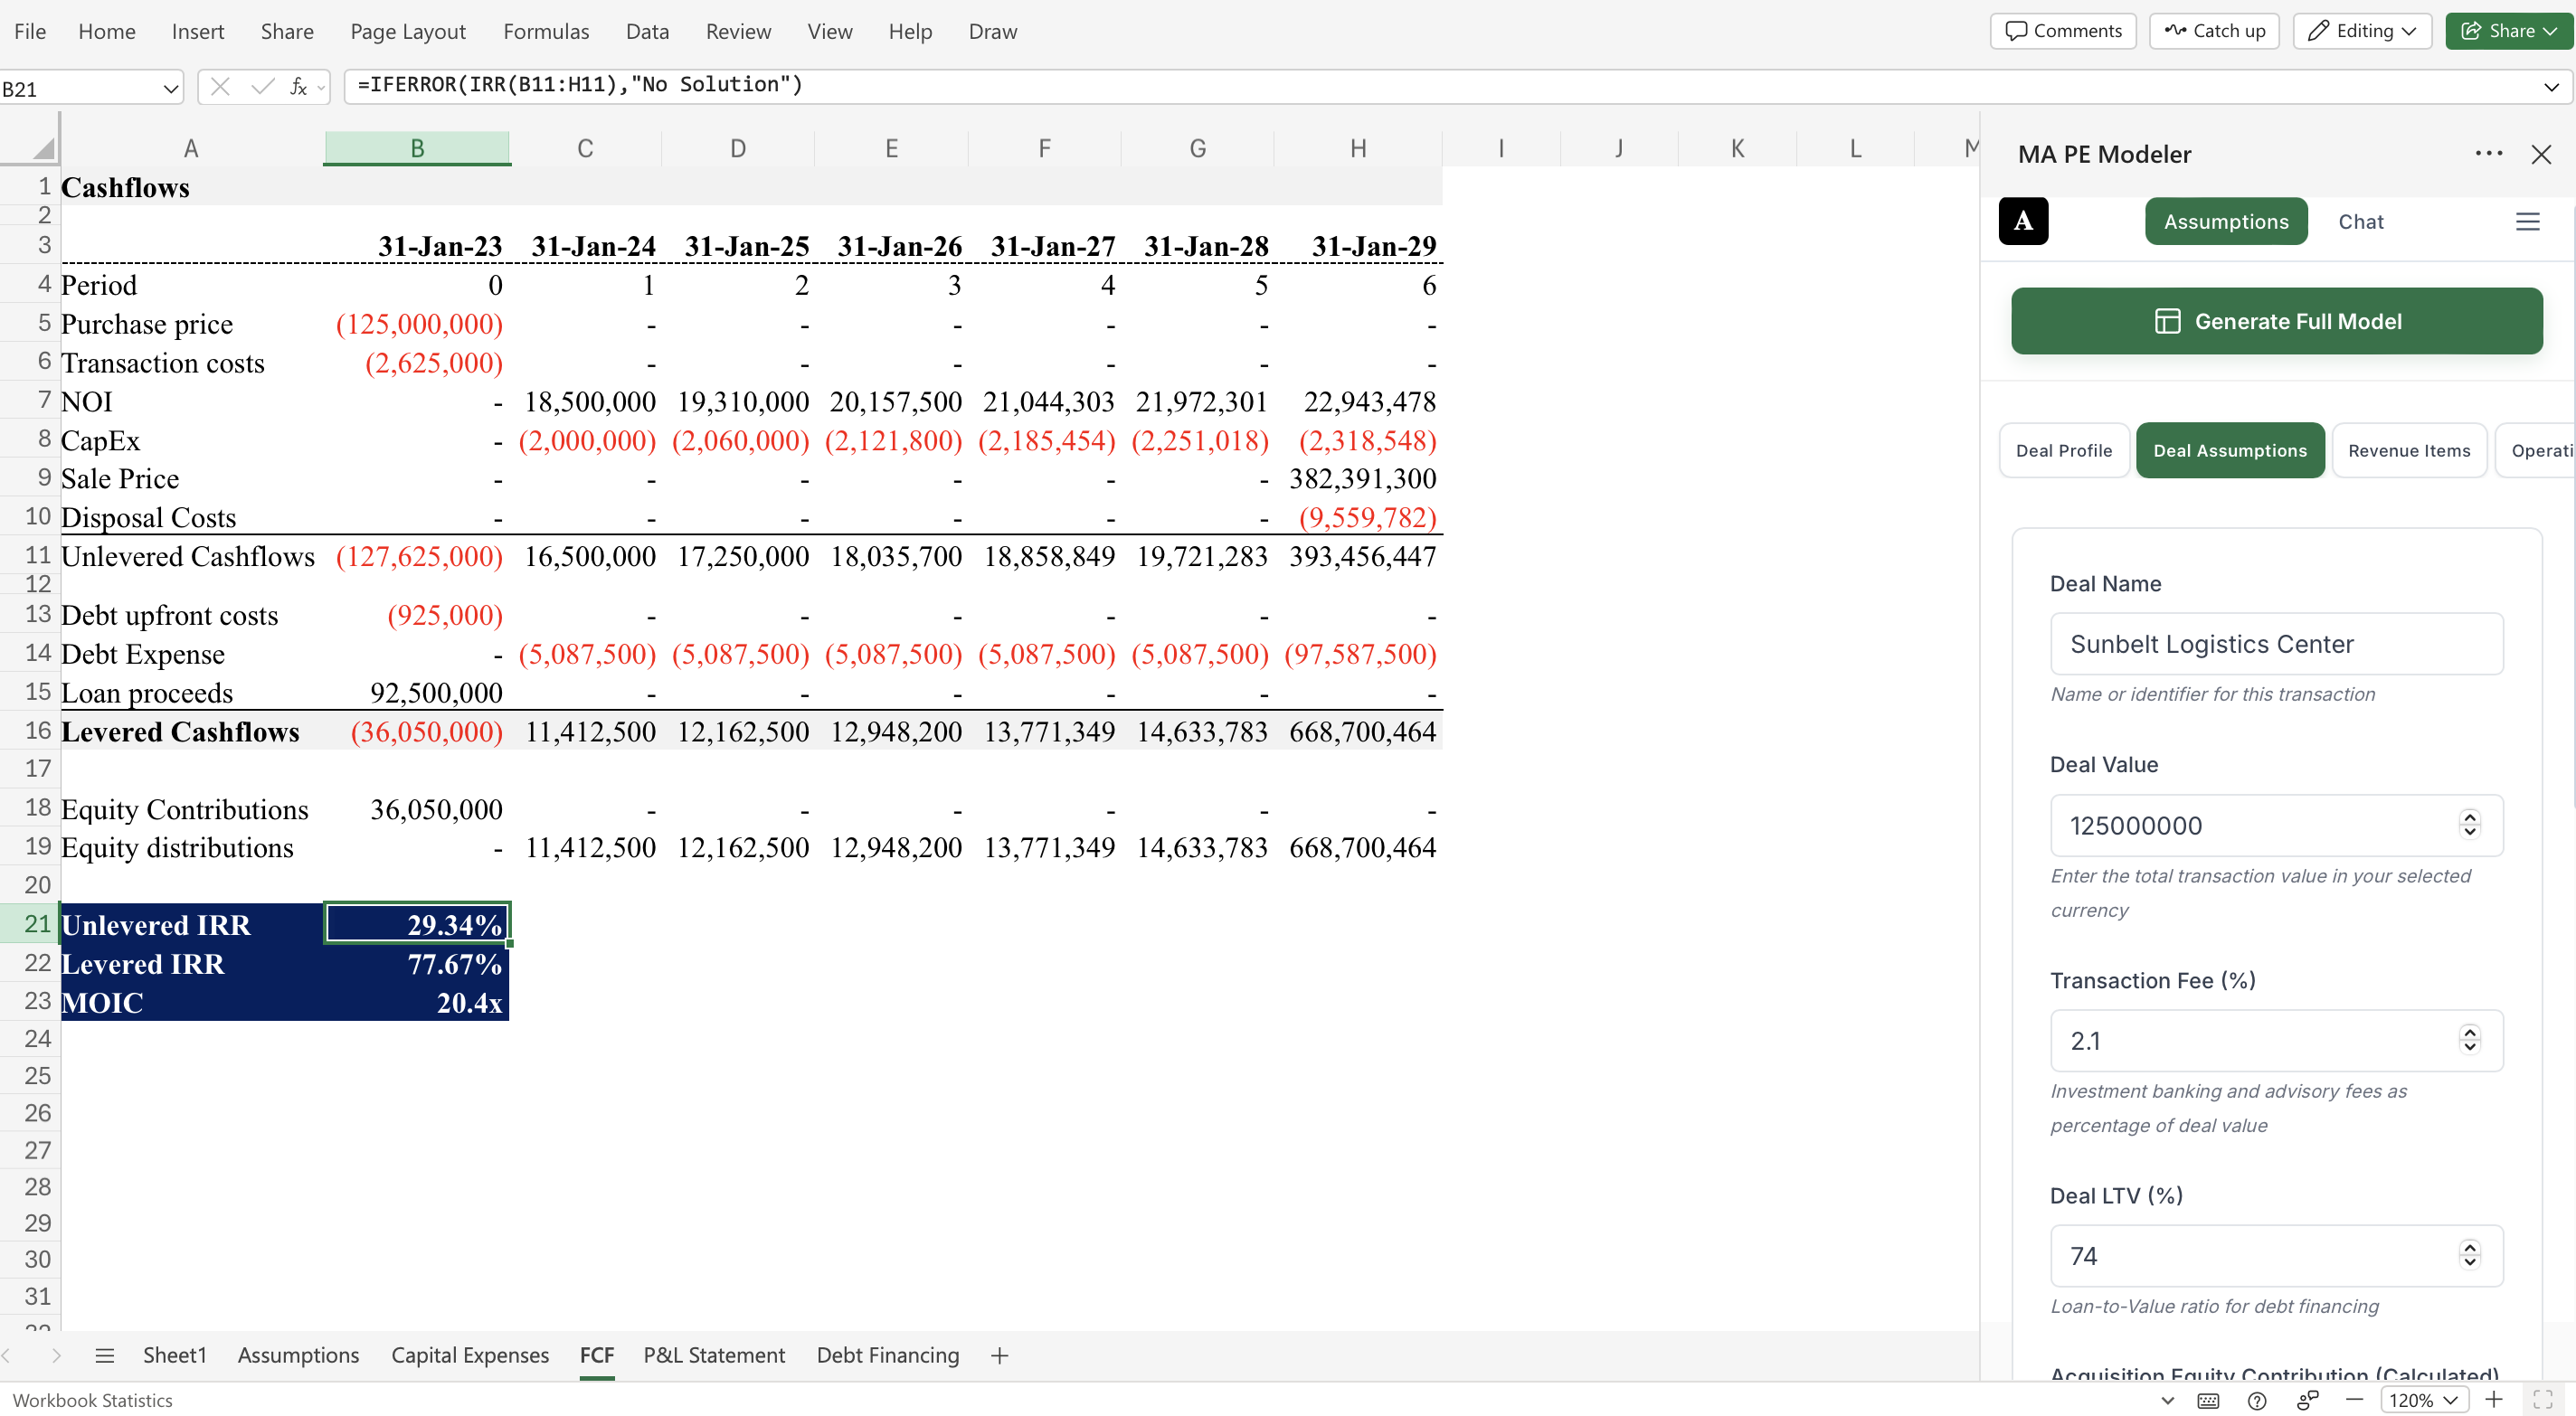 File Home Insert Share Page Layout Formulas Data Review View Help Draw Comments Catch up Editing Share
B21 fx =IFERROR(IRR(B11:H11),"No Solution")
A B C D E F G H I J K L M
1 Cashflows
2
3 31-Jan-23 31-Jan-24 31-Jan-25 31-Jan-26 31-Jan-27 31-Jan-28 31-Jan-29
4 Period 0 1 2 3 4 5 6
5 Purchase price (125,000,000) - - - - - -
6 Transaction costs (2,625,000) - - - - - -
7 NOI - 18,500,000 19,310,000 20,157,500 21,044,303 21,972,301 22,943,478
8 CapEx - (2,000,000) (2,060,000) (2,121,800) (2,185,454) (2,251,018) (2,318,548)
9 Sale Price - - - - - - 382,391,300
10 Disposal Costs - - - - - - (9,559,782)
11 Unlevered Cashflows (127,625,000) 16,500,000 17,250,000 18,035,700 18,858,849 19,721,283 393,456,447
12
13 Debt upfront costs (925,000) - - - - - -
14 Debt Expense - (5,087,500) (5,087,500) (5,087,500) (5,087,500) (5,087,500) (97,587,500)
15 Loan proceeds 92,500,000 - - - - - -
16 Levered Cashflows (36,050,000) 11,412,500 12,162,500 12,948,200 13,771,349 14,633,783 668,700,464
17
18 Equity Contributions 36,050,000 - - - - - -
19 Equity distributions - 11,412,500 12,162,500 12,948,200 13,771,349 14,633,783 668,700,464
20
21 Unlevered IRR 29.34%
22 Levered IRR 77.67%
23 MOIC 20.4x
24
25
26
27
28
29
30
31
MA PE Modeler
A Assumptions Chat
Generate Full Model
Deal Profile Deal Assumptions Revenue Items Operati
Deal Name
Sunbelt Logistics Center
Name or identifier for this transaction
Deal Value
125000000
Enter the total transaction value in your selected
currency
Transaction Fee (%)
2.1
Investment banking and advisory fees as
percentage of deal value
Deal LTV (%)
74
Loan-to-Value ratio for debt financing
Acquisition Equity Contribution (Calculated)
Sheet1 Assumptions Capital Expenses FCF P&L Statement Debt Financing
Workbook Statistics 120%